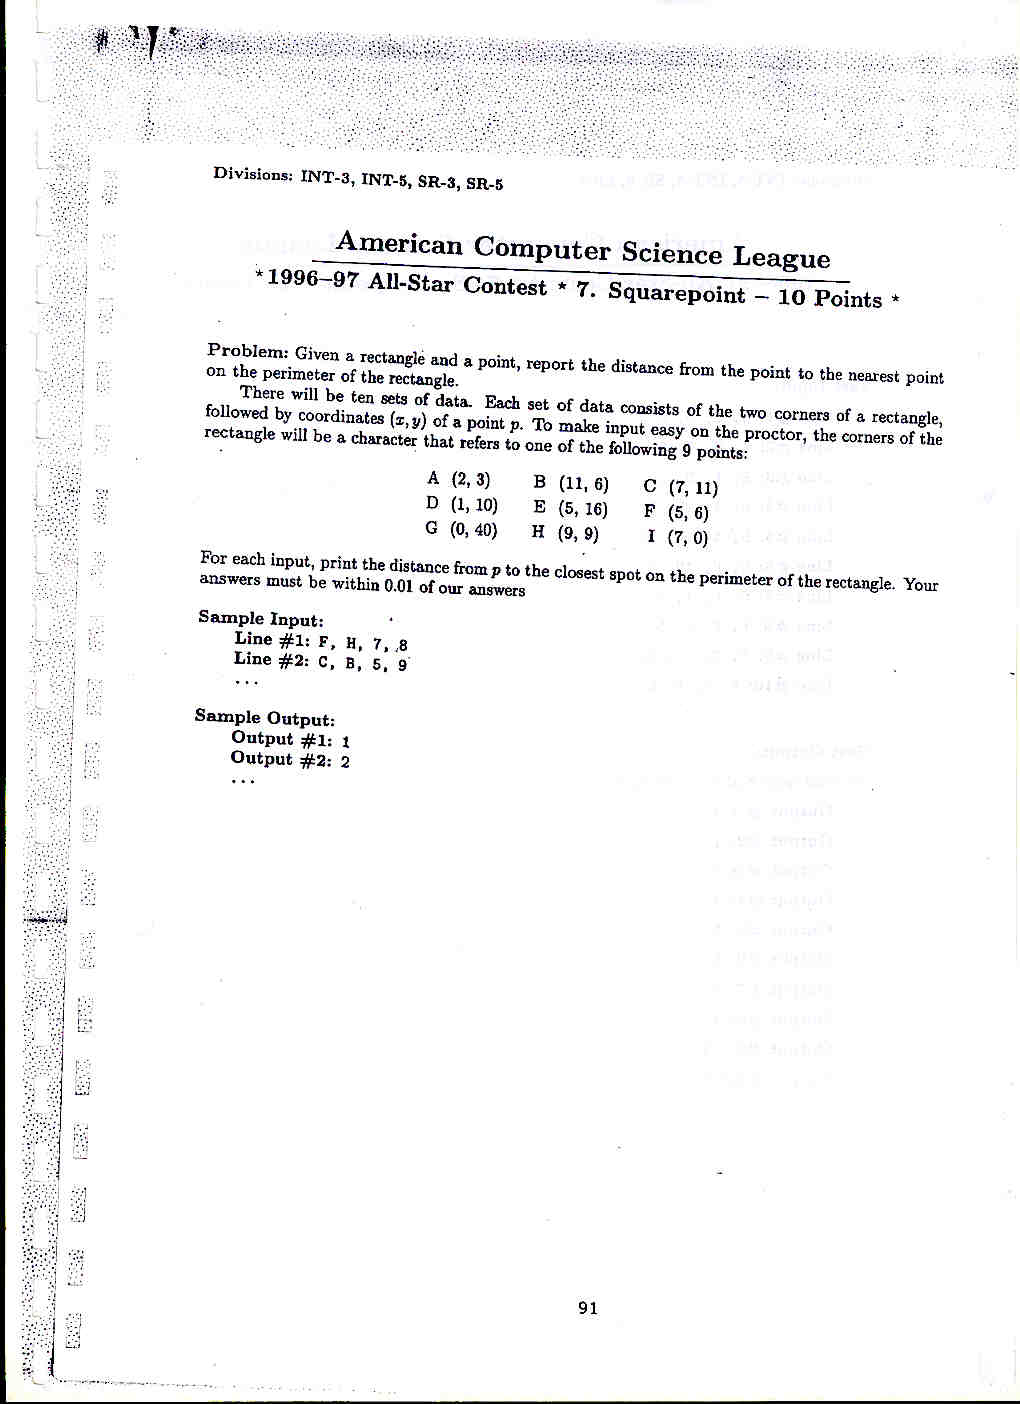 Divisions: INT-3, INT-5, SR-3, SR-5
American Computer Science League
* 1996–97 All-Star Contest * 7. Squarepoint – 10 Points *
Problem: Given a rectangle and a point, report the distance from the point to the nearest point
on the perimeter of the rectangle.
There will be ten sets of data. Each set of data consists of the two corners of a rectangle,
followed by coordinates (x, y) of a point p. To make input easy on the proctor, the corners of the
rectangle will be a character that refers to one of the following 9 points:
A (2, 3) B (11, 6) C (7, 11)
D (1, 10) E (5, 16) F (5, 6)
G (0, 40) H (9, 9) I (7, 0)
For each input, print the distance from p to the closest spot on the perimeter of the rectangle. Your
answers must be within 0.01 of our answers
Sample Input:
Line #1: F, H, 7, 8
Line #2: C, B, 5, 9
...
Sample Output:
Output #1: 1
Output #2: 2
...
91